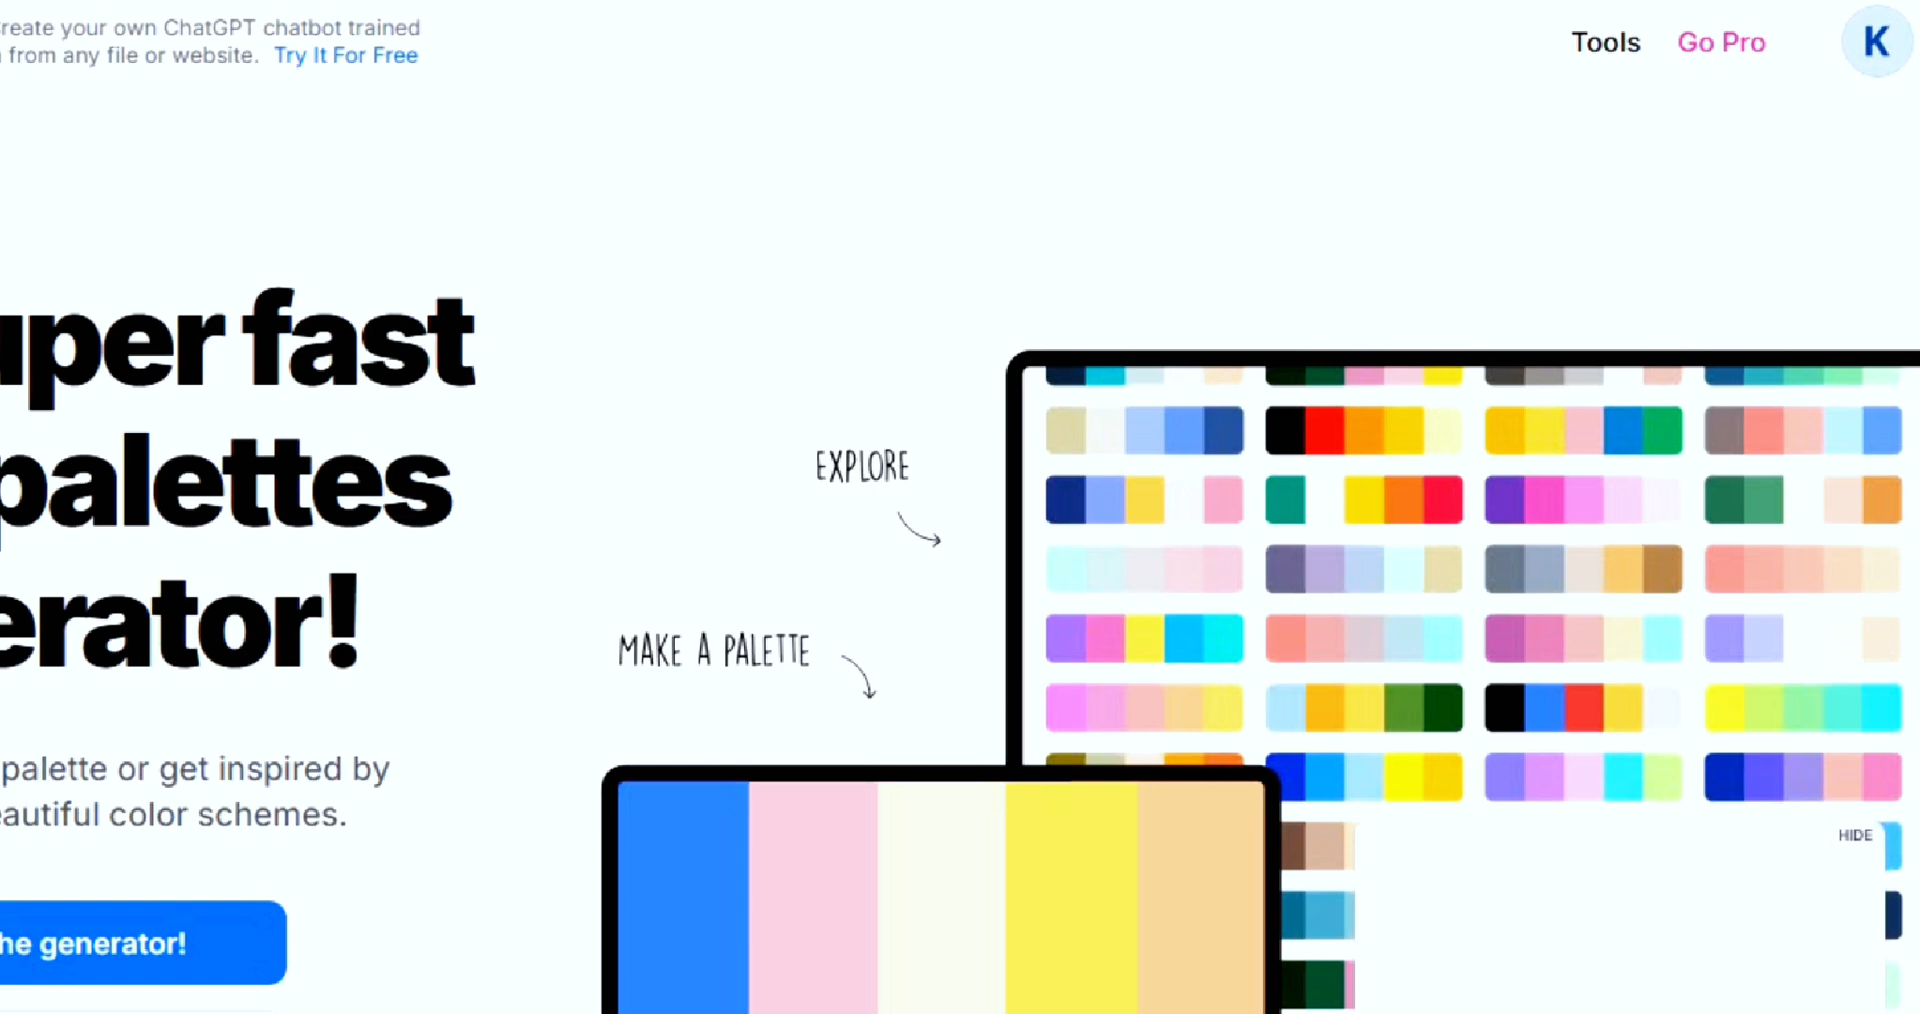 reate your own ChatGPT chatbot trained
from any file or website. Try It For Free
Tools Go Pro K
uper fast
palettes
erator!
EXPLORE
MAKE A PALETTE
palette or get inspired by
eautiful color schemes.
he generator!
HIDE